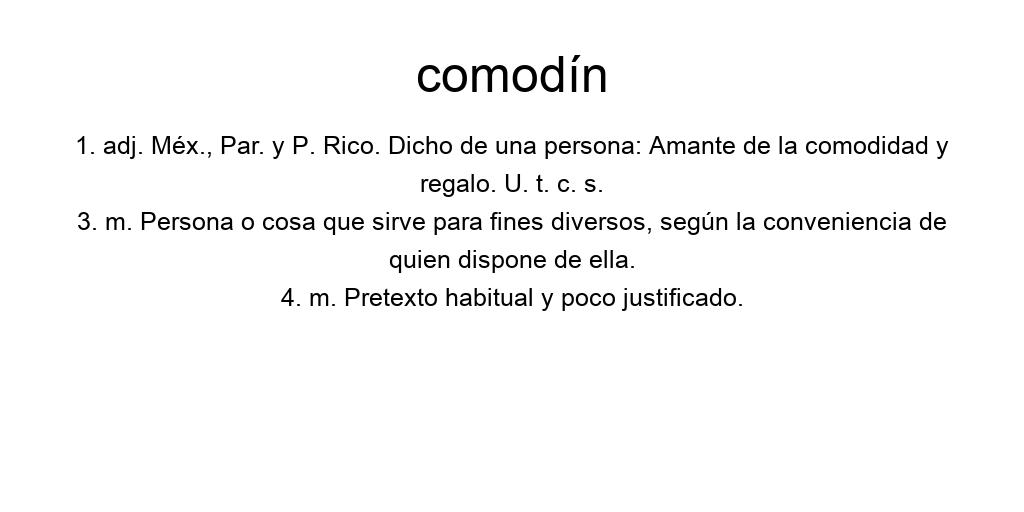 comodín
1. adj. Méx., Par. y P. Rico. Dicho de una persona: Amante de la comodidad y
regalo. U. t. c. s.
3. m. Persona o cosa que sirve para fines diversos, según la conveniencia de
quien dispone de ella.
4. m. Pretexto habitual y poco justificado.